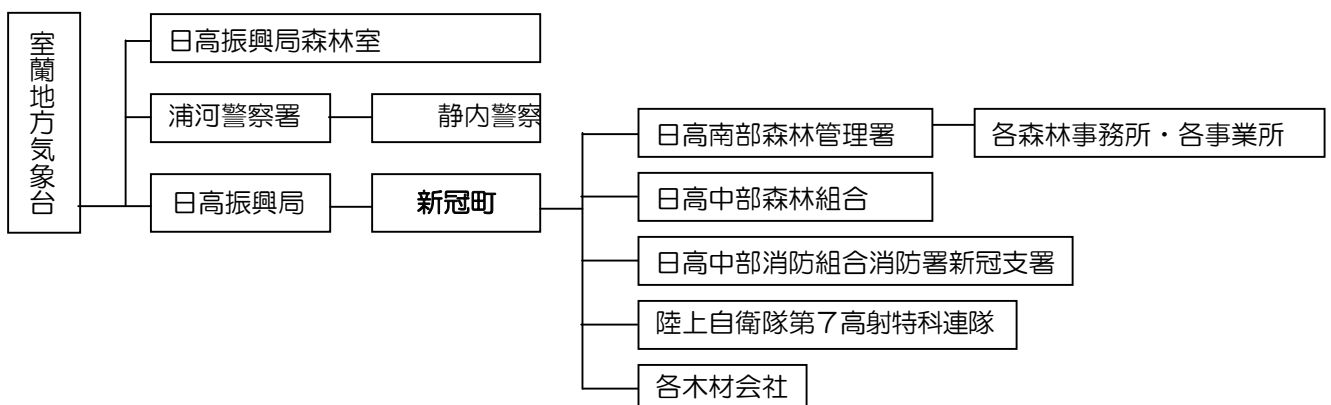 室蘭地方気象台
日高振興局森林室
浦河警察署
静内警察
日高振興局
新冠町
日高南部森林管理署
各森林事務所・各事業所
日高中部森林組合
日高中部消防組合消防署新冠支署
陸上自衛隊第7高射特科連隊
各木材会社